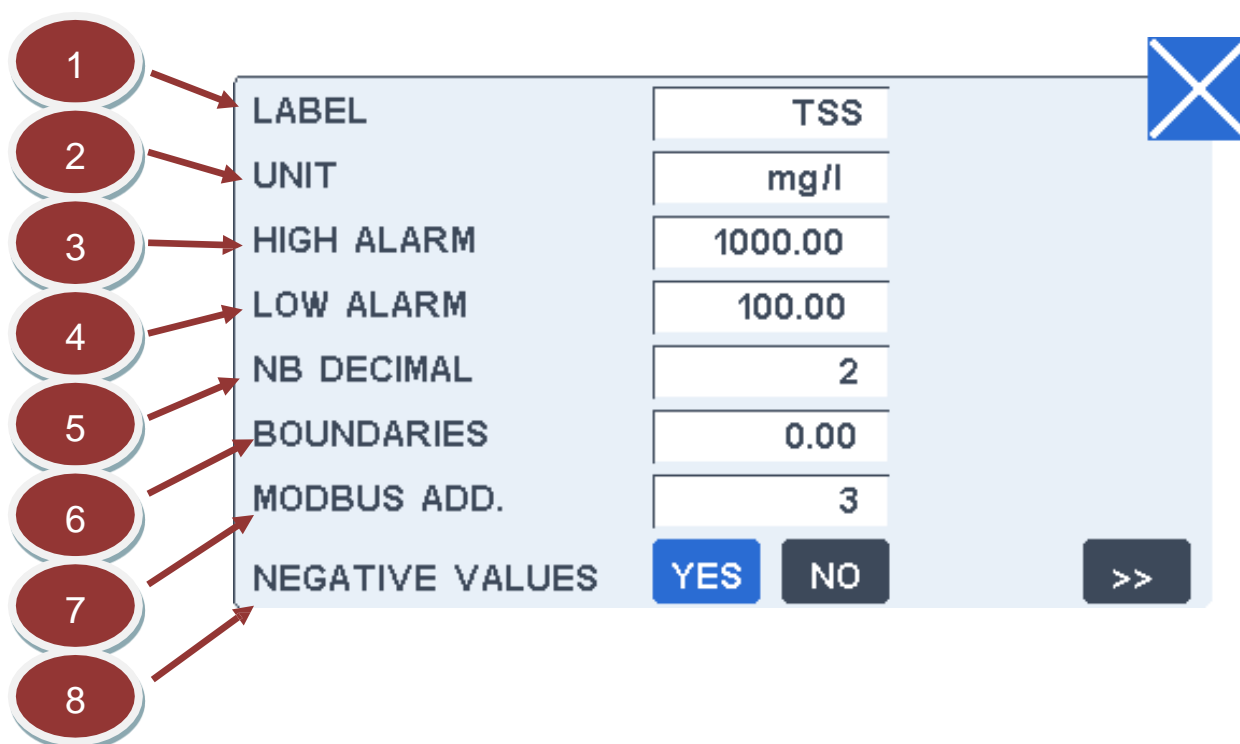 1
LABEL TSS
2
UNIT mg/l
3
HIGH ALARM 1000.00
4
LOW ALARM 100.00
5
NB DECIMAL 2
6
BOUNDARIES 0.00
7
MODBUS ADD. 3
8
NEGATIVE VALUES YES NO >>